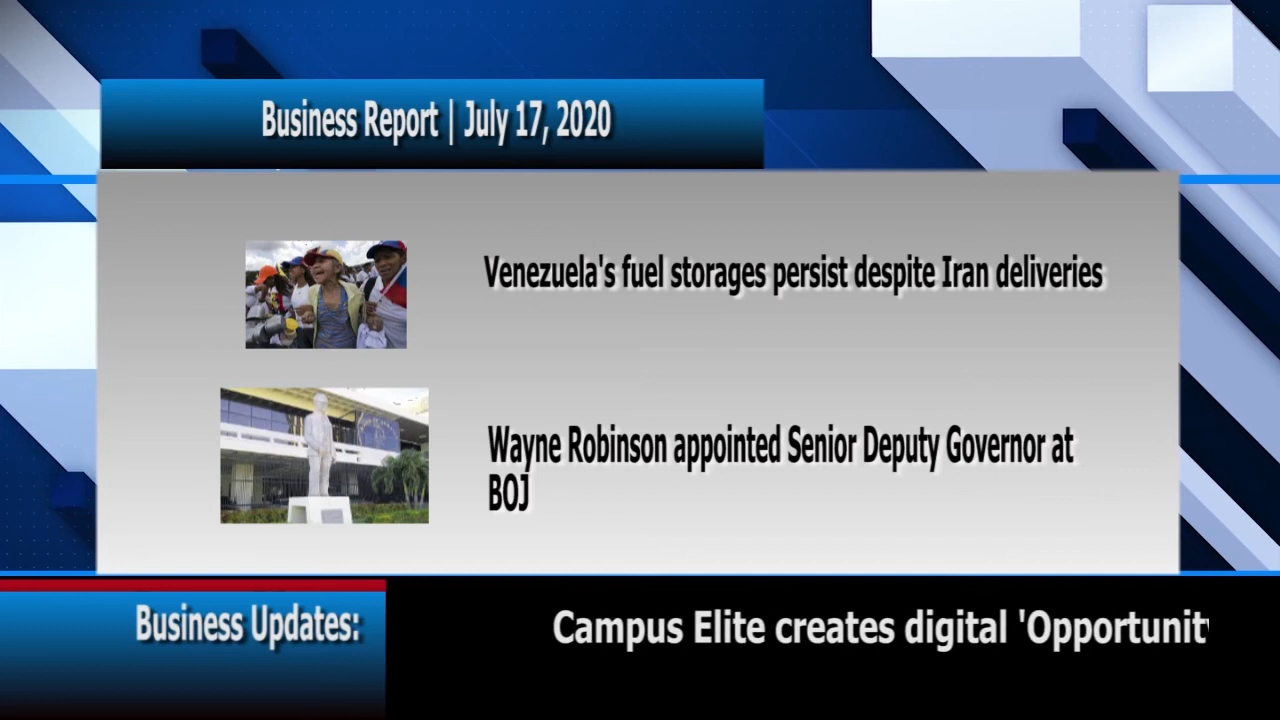 Business Report | July 17, 2020
Venezuela's fuel storages persist despite Iran deliveries
Wayne Robinson appointed Senior Deputy Governor at
BOJ
Business Updates:
Campus Elite creates digital 'Opportunit